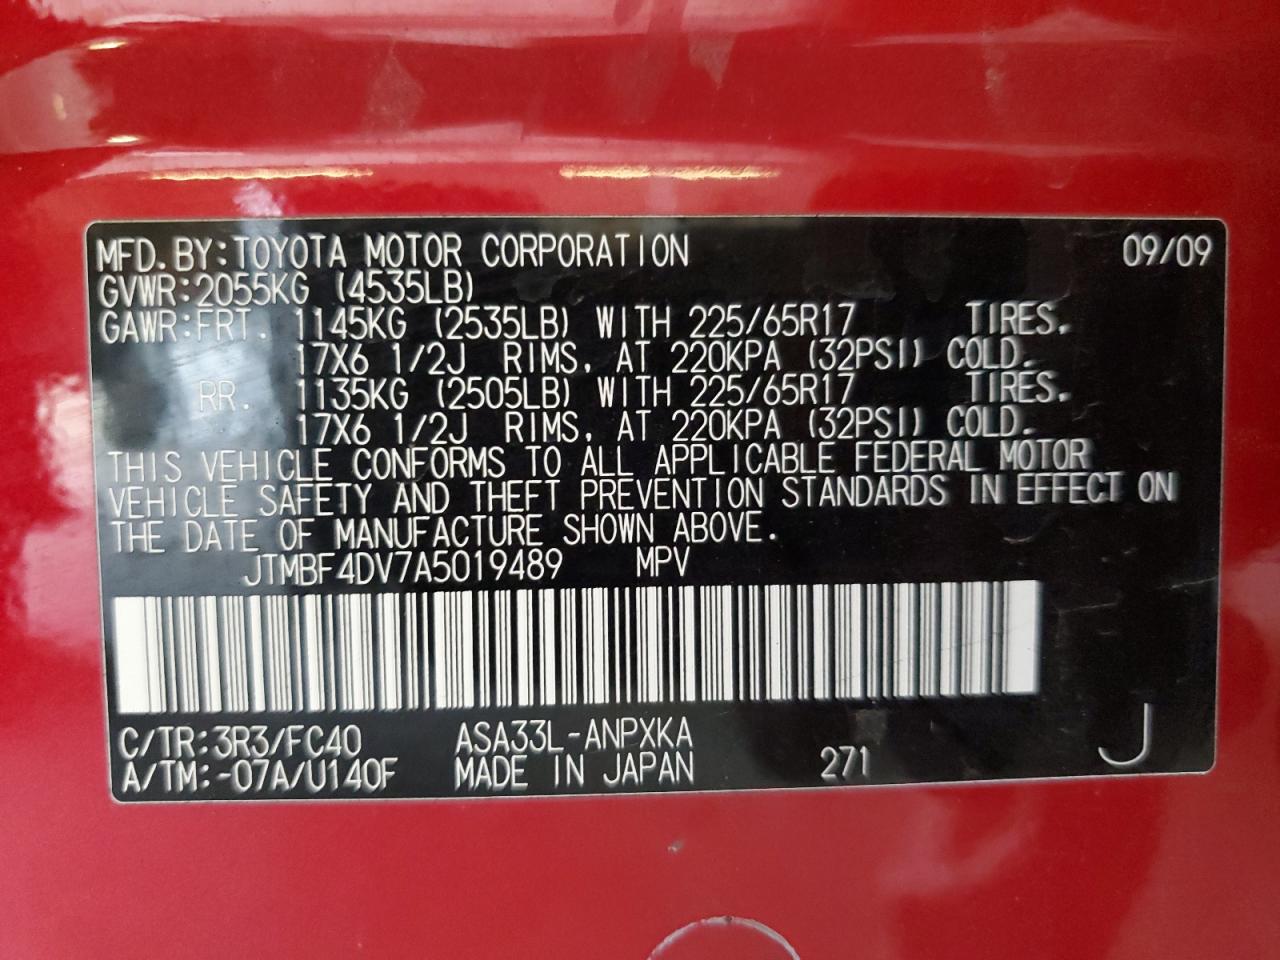 MFD. BY: TOYOTA MOTOR CORPORATION 09/09
GVWR: 2055KG (4535LB)
GAWR: FRT. 1145KG (2535LB) WITH 225/65R17 TIRES,
17X6 1/2J RIMS, AT 220KPA (32PSI) COLD.
RR. 1135KG (2505LB) WITH 225/65R17 TIRES,
17X6 1/2J RIMS, AT 220KPA (32PSI) COLD.
THIS VEHICLE CONFORMS TO ALL APPLICABLE FEDERAL MOTOR
VEHICLE SAFETY AND THEFT PREVENTION STANDARDS IN EFFECT ON
THE DATE OF MANUFACTURE SHOWN ABOVE.
JTMBF4DV7A5019489 MPV
C/TR: 3R3/FC40 ASA33L-ANPXKA
A/TM: -07A/U140F MADE IN JAPAN 271 J